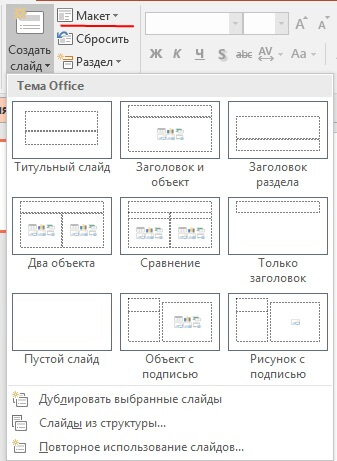 Макет
Создать
слайд
Сбросить
Раздел
Ж К Ч S abc AV Aa
A A
A
Тема Office
Титульный слайд
Заголовок и
объект
Заголовок
раздела
Два объекта
Сравнение
Только
заголовок
Пустой слайд
Объект с
подписью
Рисунок с
подписью
Дублировать выбранные слайды
Слайды из структуры...
Повторное использование слайдов...